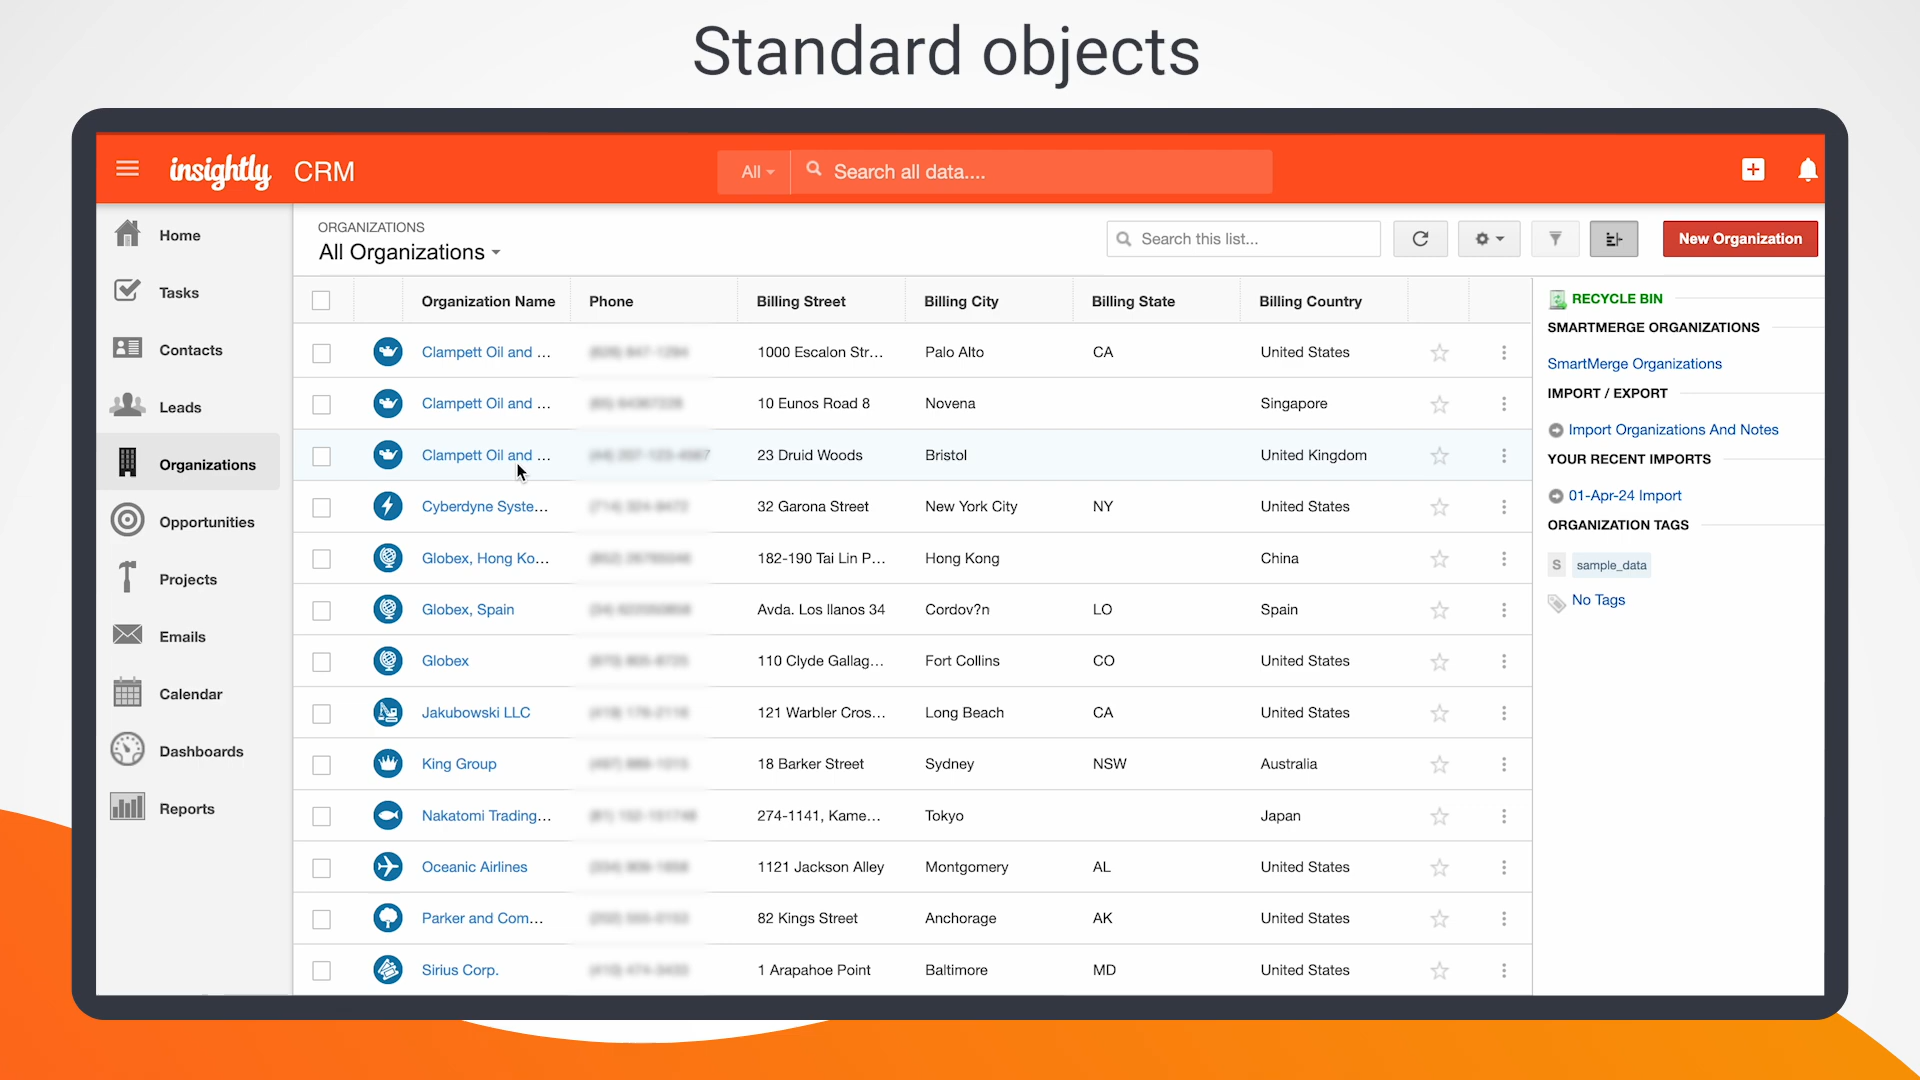 Standard objects
insightly CRM
All
Search all data....
Home
Tasks
Contacts
Leads
Organizations
Opportunities
Projects
Emails
Calendar
Dashboards
Reports
ORGANIZATIONS
All Organizations
Search this list...
New Organization
Organization Name Phone Billing Street Billing City Billing State Billing Country
Clampett Oil and ... 1000 Escalon Str... Palo Alto CA United States
Clampett Oil and ... 10 Eunos Road 8 Novena Singapore
Clampett Oil and ... 23 Druid Woods Bristol United Kingdom
Cyberdyne Syste... 32 Garona Street New York City NY United States
Globex, Hong Ko... 182-190 Tai Lin P... Hong Kong China
Globex, Spain Avda. Los llanos 34 Cordov?n LO Spain
Globex 110 Clyde Gallag... Fort Collins CO United States
Jakubowski LLC 121 Warbler Cros... Long Beach CA United States
King Group 18 Barker Street Sydney NSW Australia
Nakatomi Trading... 274-1141, Kame... Tokyo Japan
Oceanic Airlines 1121 Jackson Alley Montgomery AL United States
Parker and Com... 82 Kings Street Anchorage AK United States
Sirius Corp. 1 Arapahoe Point Baltimore MD United States
RECYCLE BIN
SMARTMERGE ORGANIZATIONS
SmartMerge Organizations
IMPORT / EXPORT
Import Organizations And Notes
YOUR RECENT IMPORTS
01-Apr-24 Import
ORGANIZATION TAGS
S sample_data
No Tags